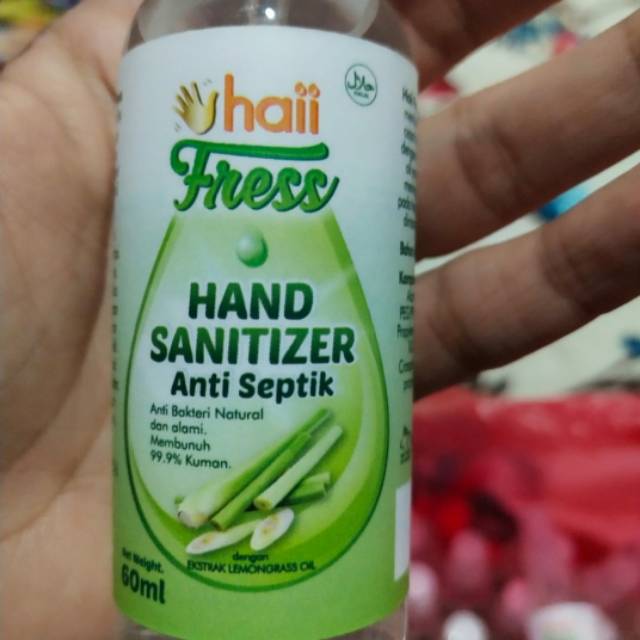 haii
Fress
HAND
SANITIZER
Anti Septik
Anti Bakteri Natural
dan alami.
Membunuh
99.9% Kuman.
dengan
EKSTRAK LEMONGRASS OIL
Net Weight.
60ml